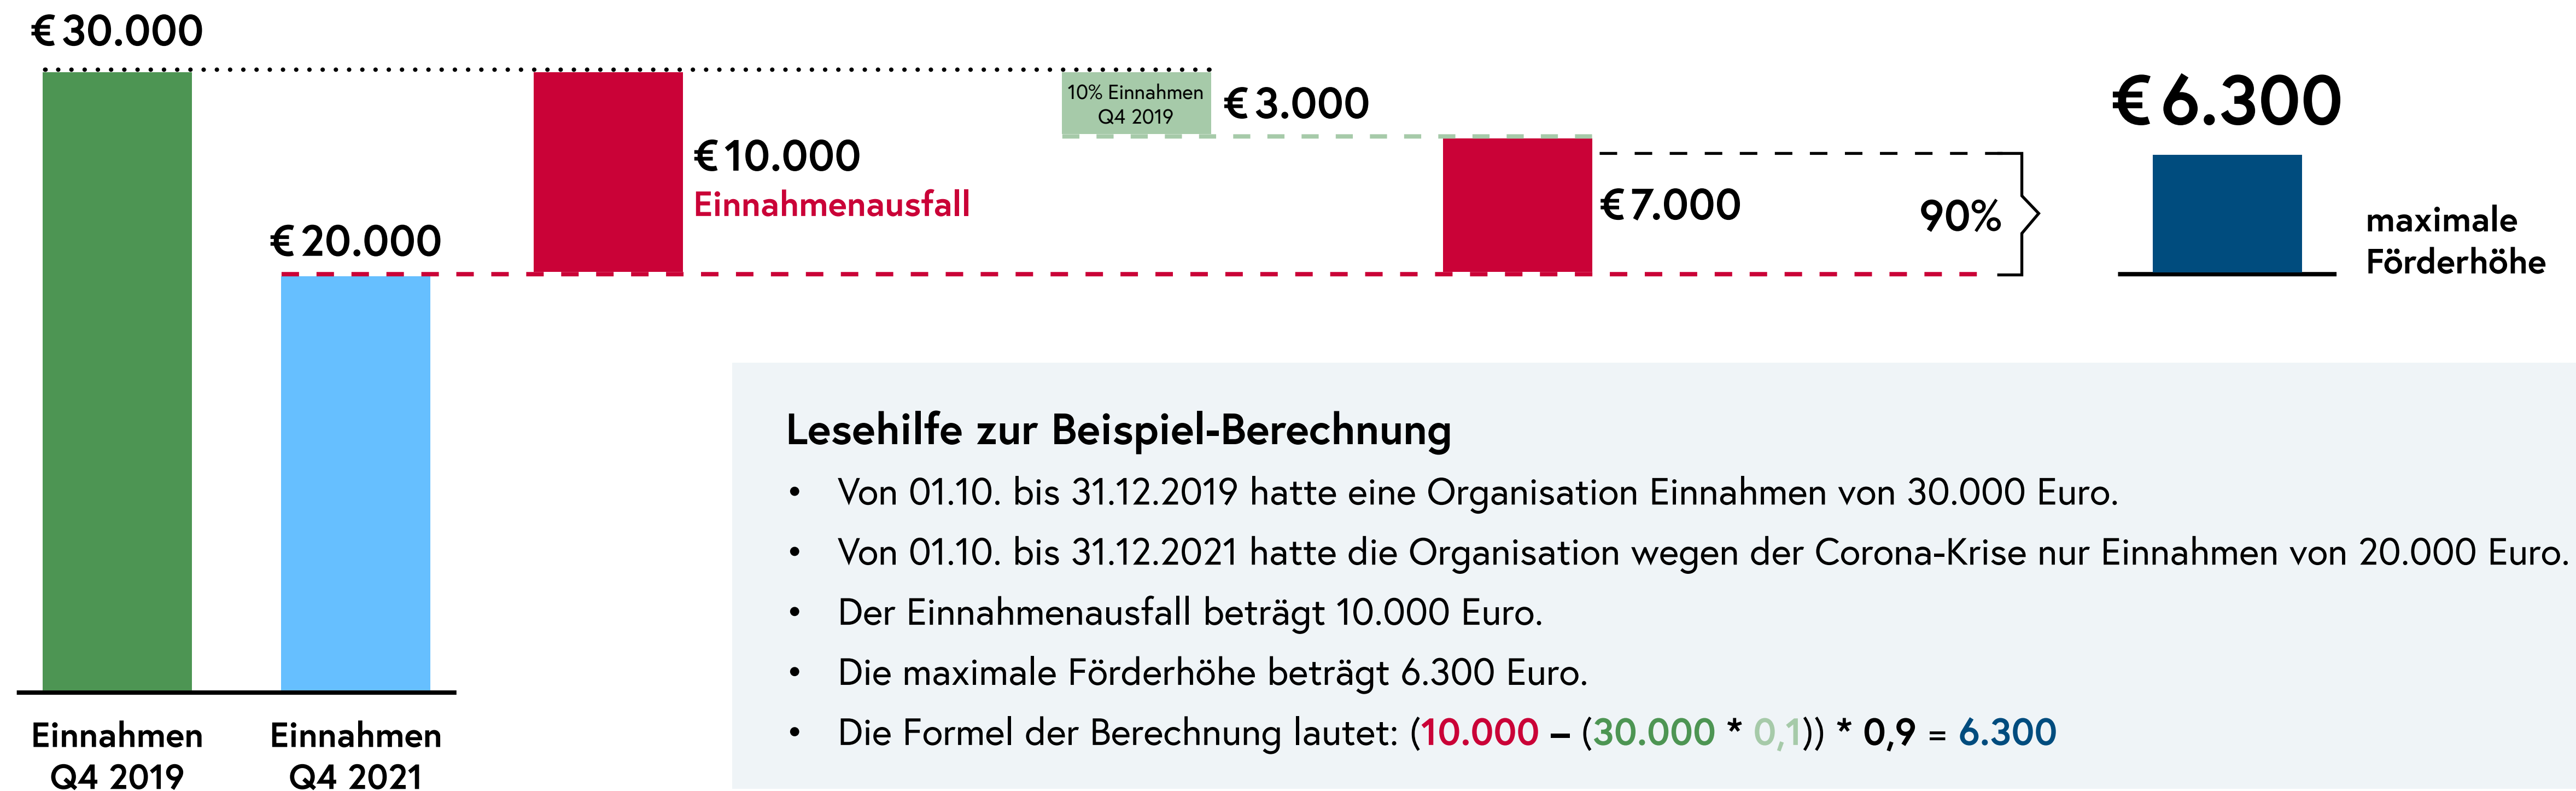 € 30.000
€ 20.000
Einnahmen
Q4 2019
Einnahmen
Q4 2021
€ 10.000
Einnahmenausfall
10% Einnahmen
Q4 2019
€ 3.000
€ 7.000
90%
€ 6.300
maximale
Förderhöhe
Lesehilfe zur Beispiel-Berechnung
• Von 01.10. bis 31.12.2019 hatte eine Organisation Einnahmen von 30.000 Euro.
• Von 01.10. bis 31.12.2021 hatte die Organisation wegen der Corona-Krise nur Einnahmen von 20.000 Euro.
• Der Einnahmenausfall beträgt 10.000 Euro.
• Die maximale Förderhöhe beträgt 6.300 Euro.
• Die Formel der Berechnung lautet: (10.000 – (30.000 * 0,1)) * 0,9 = 6.300